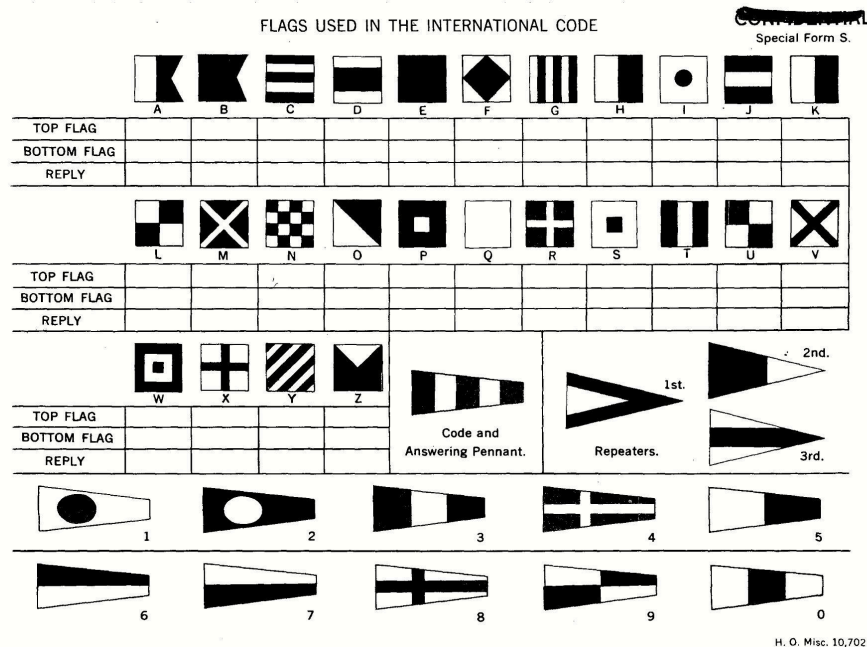 FLAGS USED IN THE INTERNATIONAL CODE
CONFIDENTIAL
Special Form S.
A B C D E F G H I J K
TOP FLAG
BOTTOM FLAG
REPLY
L M N O P Q R S T U V
TOP FLAG
BOTTOM FLAG
REPLY
W X Y Z
TOP FLAG
BOTTOM FLAG
REPLY
Code and
Answering Pennant.
1st.
Repeaters.
2nd.
3rd.
1 2 3 4 5
6 7 8 9 0
H. O. Misc. 10,702